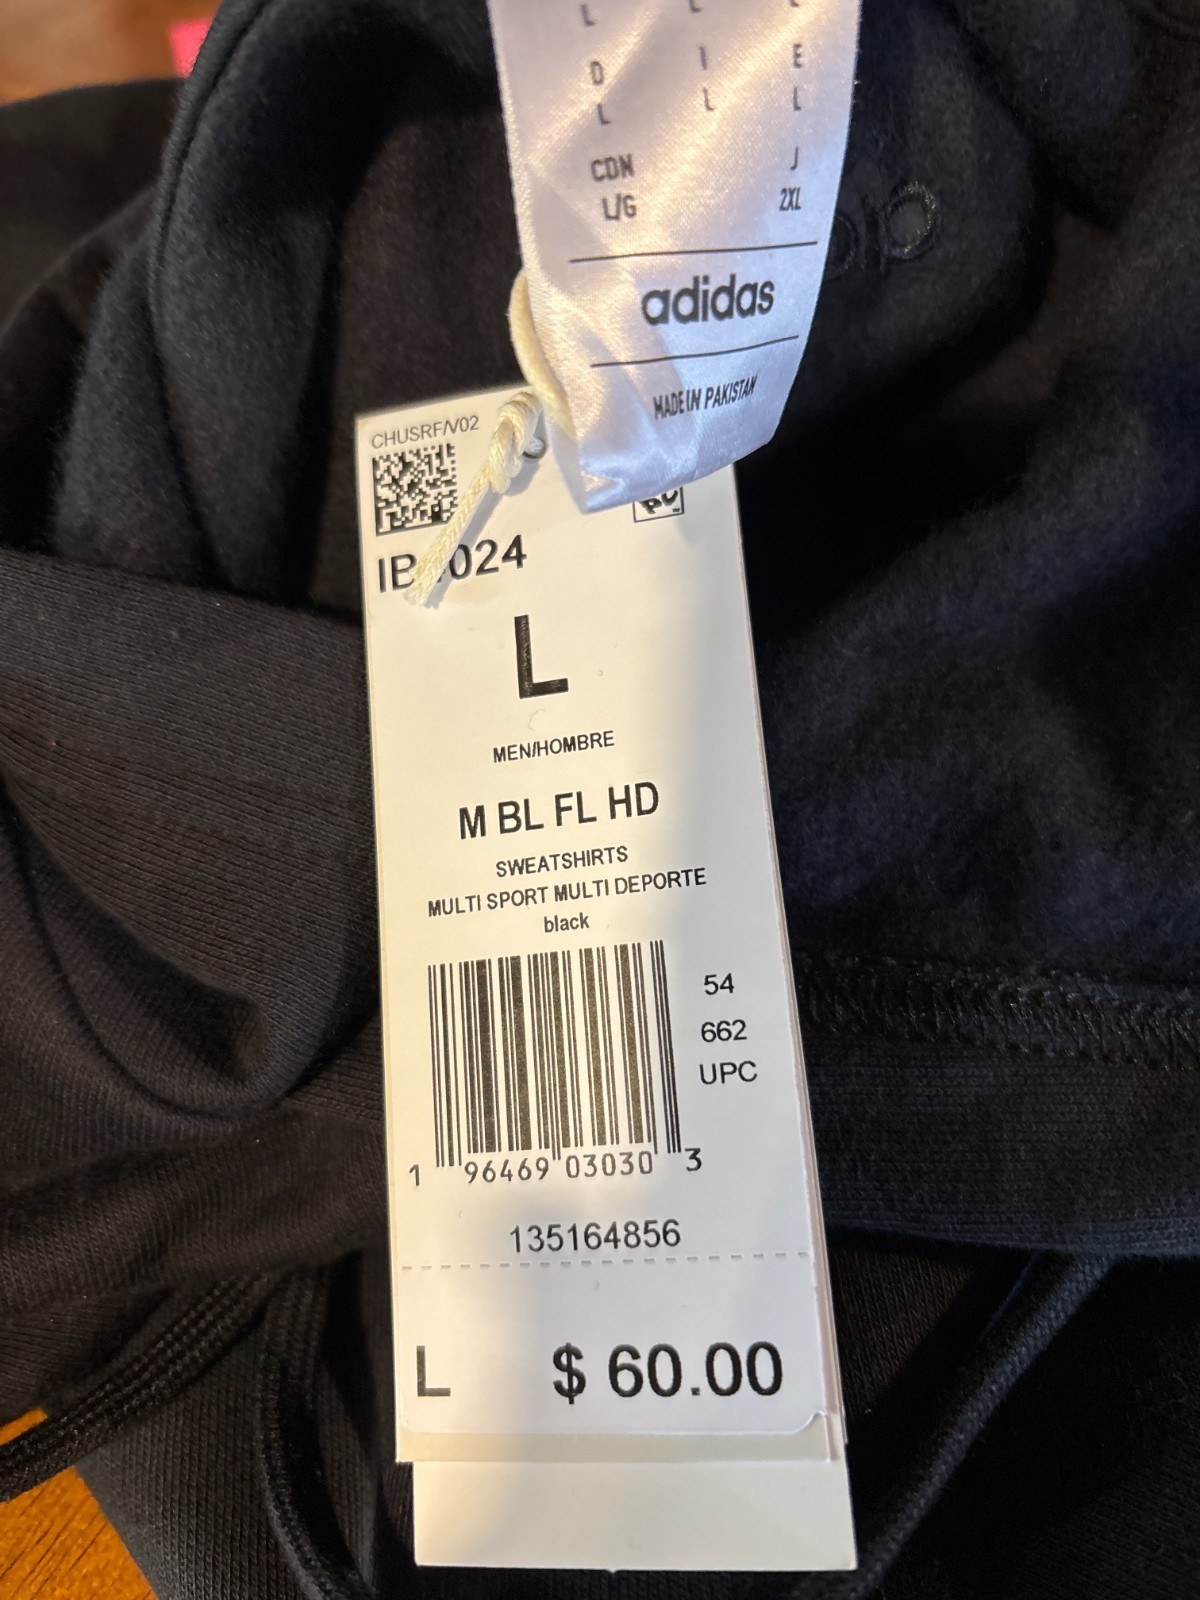 L L L
D I E
L L L
CDN J
L/G 2XL
adidas
MADE IN PAKISTAN
CHUSRF/V02
L
MEN/HOMBRE
M BL FL HD
SWEATSHIRTS
MULTI SPORT MULTI DEPORTE
black
54
662
UPC
1 96469 03030 3
135164856
L $ 60.00